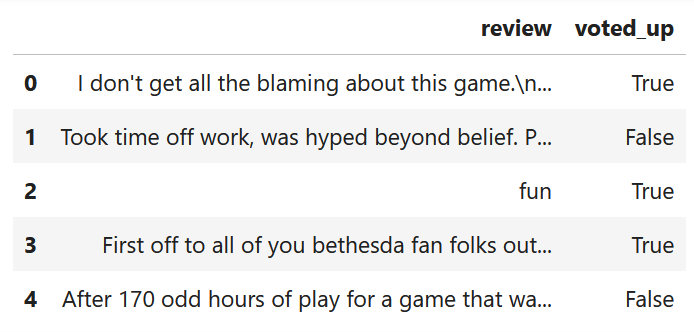 review voted_up
0 I don't get all the blaming about this game.\n... True
1 Took time off work, was hyped beyond belief. P... False
2 fun True
3 First off to all of you bethesda fan folks out... True
4 After 170 odd hours of play for a game that wa... False